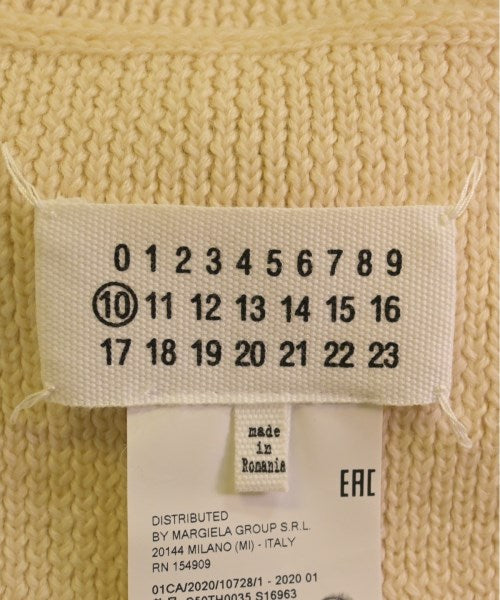 0 1 2 3 4 5 6 7 8 9
10 11 12 13 14 15 16
17 18 19 20 21 22 23
made
in
Romania
EAC
DISTRIBUTED
BY MARGIELA GROUP S.R.L.
20144 MILANO (MI) - ITALY
RN 154909
01CA/2020/10728/1 - 2020 01
S50TH0035 S16963